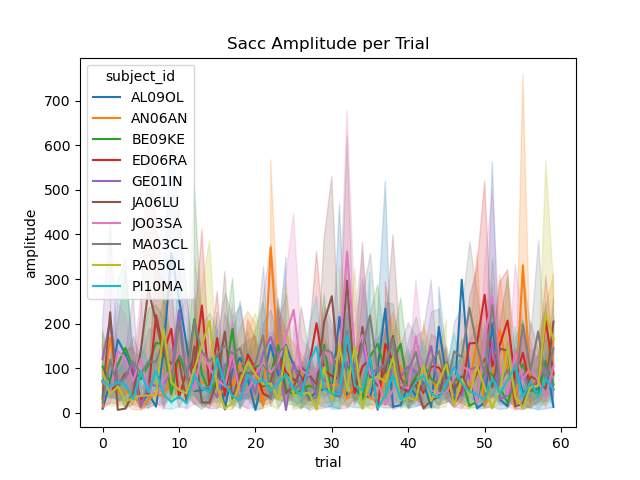 Sacc Amplitude per Trial
subject_id
AL09OL
AN06AN
BE09KE
ED06RA
GE01IN
JA06LU
JO03SA
MA03CL
PA05OL
PI10MA
amplitude
700
600
500
400
300
200
100
0
0 10 20 30 40 50 60
trial